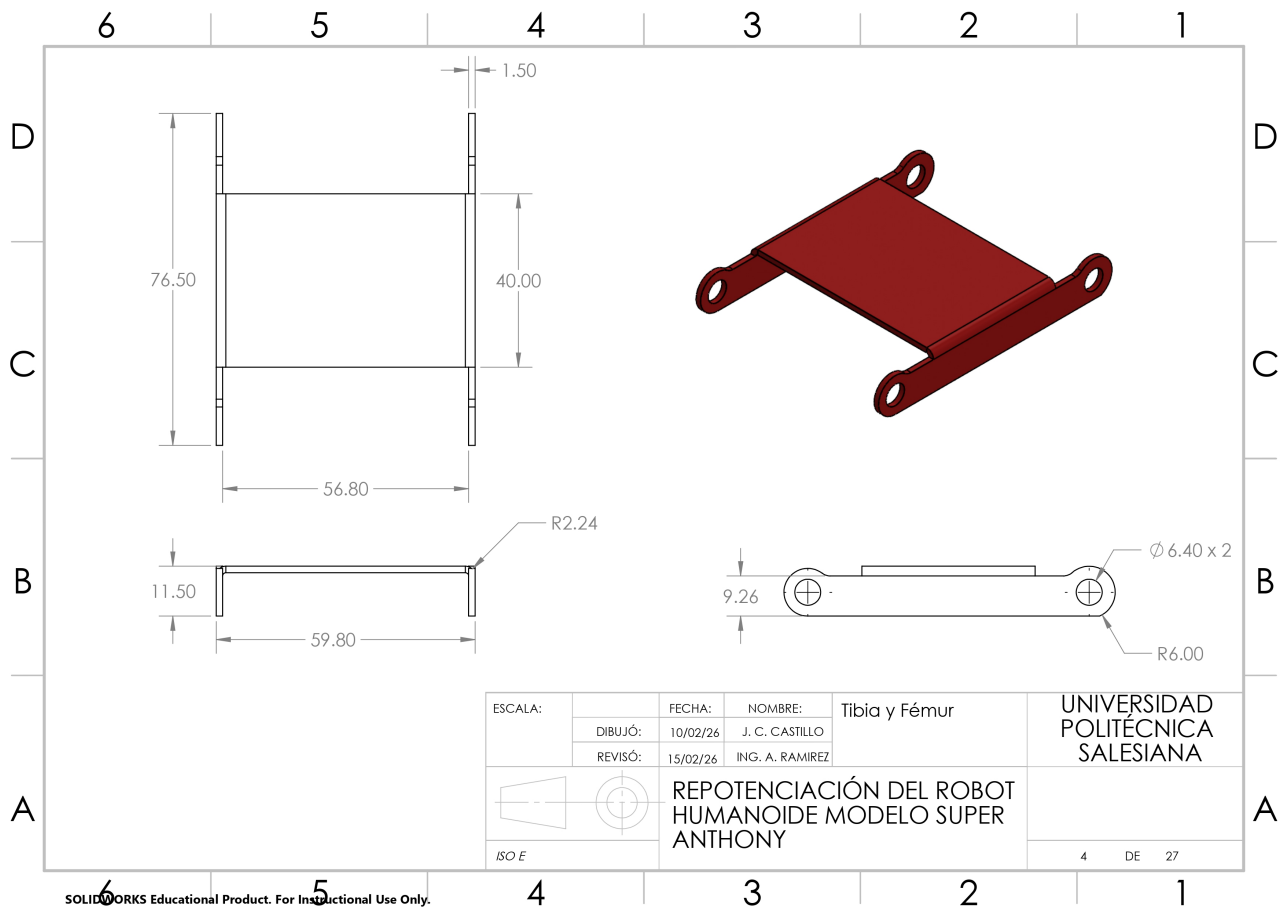 6 5 4 3 2 1
D D
C C
B B
A A
1.50
76.50
40.00
56.80
R2.24
11.50
59.80
Ø 6.40 x 2
9.26
R6.00
ESCALA: FECHA: NOMBRE: Tibia y Fémur
DIBUJÓ: 10/02/26 J. C. CASTILLO
REVISÓ: 15/02/26 ING. A. RAMIREZ
UNIVERSIDAD
POLITÉCNICA
SALESIANA
REPOTENCIACIÓN DEL ROBOT
HUMANOIDE MODELO SUPER
ANTHONY
ISO E
4 DE 27
6 5 4 3 2 1
SOLIDWORKS Educational Product. For Instructional Use Only.